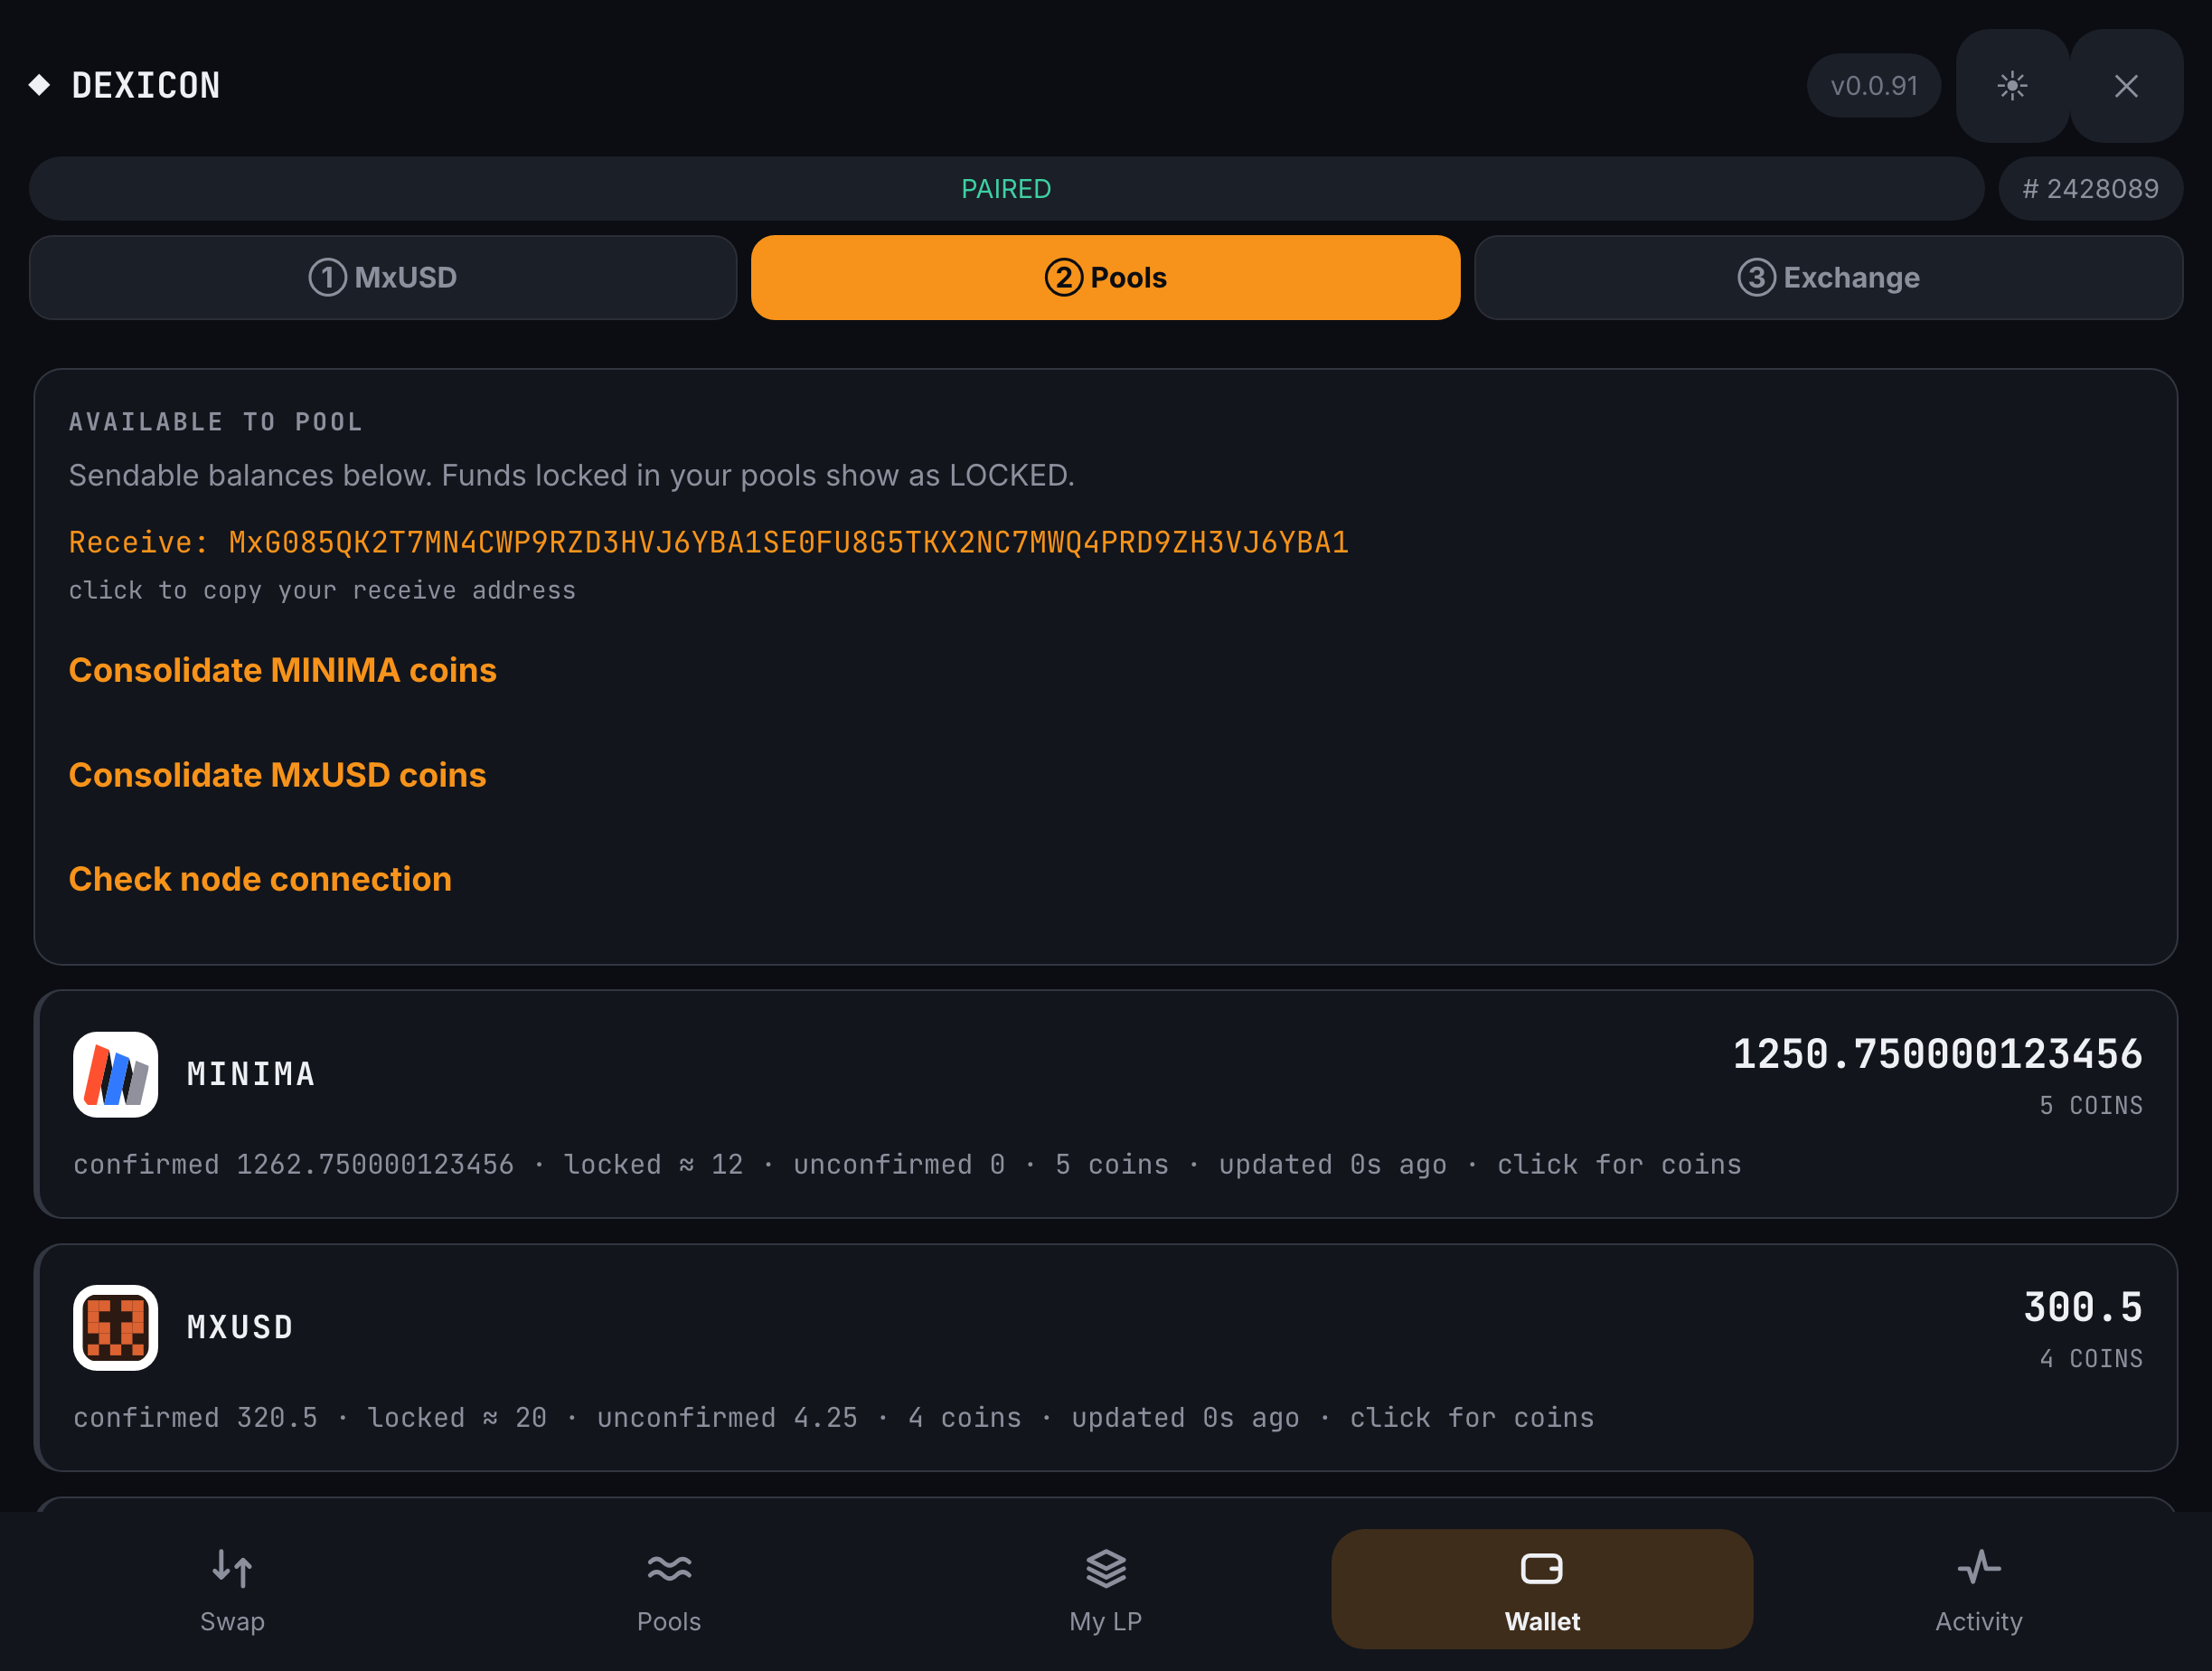 DEXICON
v0.0.91
PAIRED
# 2428089
① MxUSD
② Pools
③ Exchange
AVAILABLE TO POOL
Sendable balances below. Funds locked in your pools show as LOCKED.
Receive: MxG085QK2T7MN4CWP9RZD3HVJ6YBA1SE0FU8G5TKX2NC7MWQ4PRD9ZH3VJ6YBA1
click to copy your receive address
Consolidate MINIMA coins
Consolidate MxUSD coins
Check node connection
MINIMA
1250.750000123456
5 COINS
confirmed 1262.750000123456 · locked ≈ 12 · unconfirmed 0 · 5 coins · updated 0s ago · click for coins
MXUSD
300.5
4 COINS
confirmed 320.5 · locked ≈ 20 · unconfirmed 4.25 · 4 coins · updated 0s ago · click for coins
Swap
Pools
My LP
Wallet
Activity